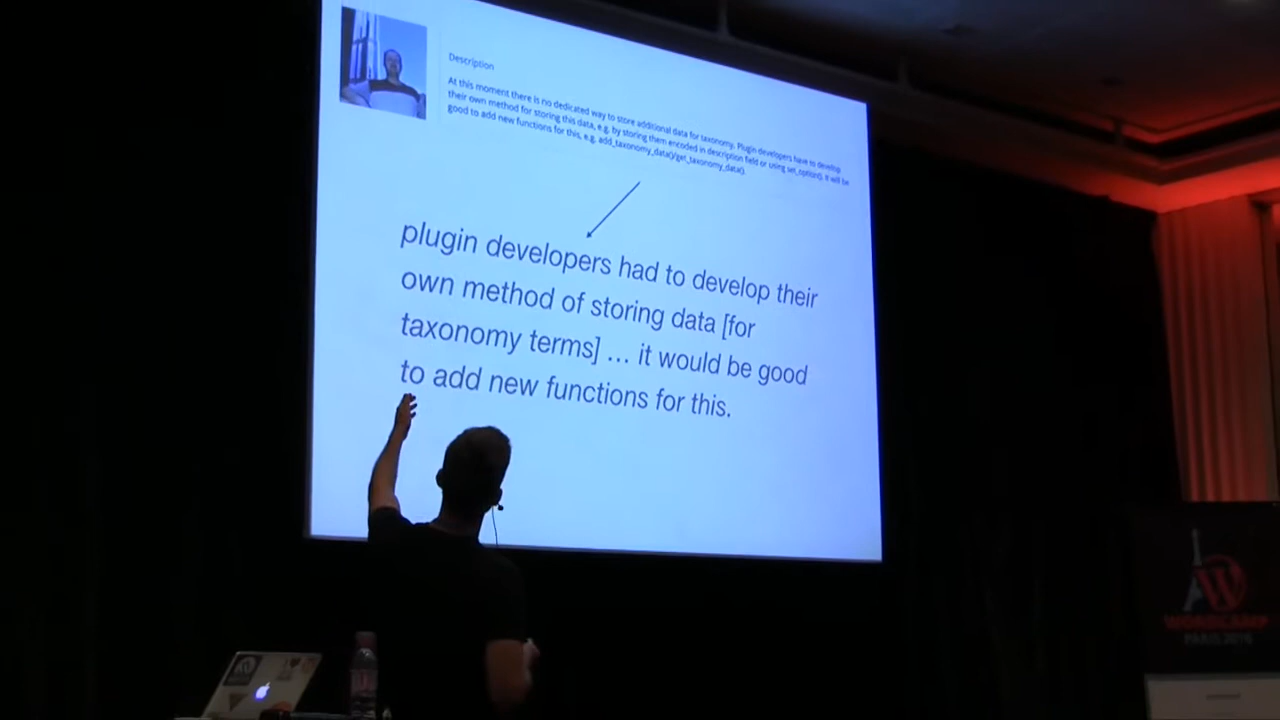 Description
At this moment there is no dedicated way to store additional data for taxonomy. Plugin developers have to develop
their own method for storing this data, e.g. by storing them encoded in description field or using set_option(). It will be
good to add new functions for this, e.g. add_taxonomy_data()/get_taxonomy_data().
plugin developers had to develop their
own method of storing data [for
taxonomy terms] … it would be good
to add new functions for this.
WORDCAMP
PARIS 2016